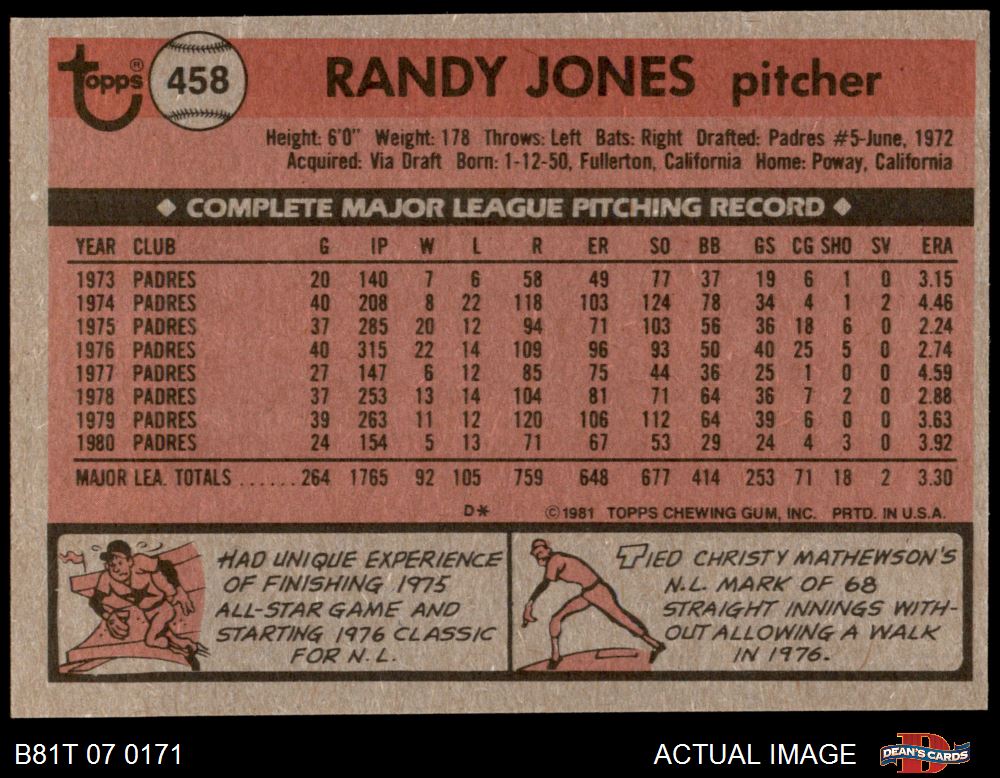 topps ® 458 RANDY JONES pitcher
Height: 6'0" Weight: 178 Throws: Left Bats: Right Drafted: Padres #5-June, 1972
Acquired: Via Draft Born: 1-12-50, Fullerton, California Home: Poway, California
◆ COMPLETE MAJOR LEAGUE PITCHING RECORD ◆
YEAR CLUB G IP W L R ER SO BB GS CG SHO SV ERA
1973 PADRES 20 140 7 6 58 49 77 37 19 6 1 0 3.15
1974 PADRES 40 208 8 22 118 103 124 78 34 4 1 2 4.46
1975 PADRES 37 285 20 12 94 71 103 56 36 18 6 0 2.24
1976 PADRES 40 315 22 14 109 96 93 50 40 25 5 0 2.74
1977 PADRES 27 147 6 12 85 75 44 36 25 1 0 0 4.59
1978 PADRES 37 253 13 14 104 81 71 64 36 7 2 0 2.88
1979 PADRES 39 263 11 12 120 106 112 64 39 6 0 0 3.63
1980 PADRES 24 154 5 13 71 67 53 29 24 4 3 0 3.92
MAJOR LEA. TOTALS ...... 264 1765 92 105 759 648 677 414 253 71 18 2 3.30
D* ©1981 TOPPS CHEWING GUM, INC. PRTD. IN U.S.A.
HAD UNIQUE EXPERIENCE
OF FINISHING 1975
ALL-STAR GAME AND
STARTING 1976 CLASSIC
FOR N.L.
TIED CHRISTY MATHEWSON'S
N.L. MARK OF 68
STRAIGHT INNINGS WITH-
OUT ALLOWING A WALK
IN 1976.
B81T 07 0171 ACTUAL IMAGE D DEAN'S CARDS